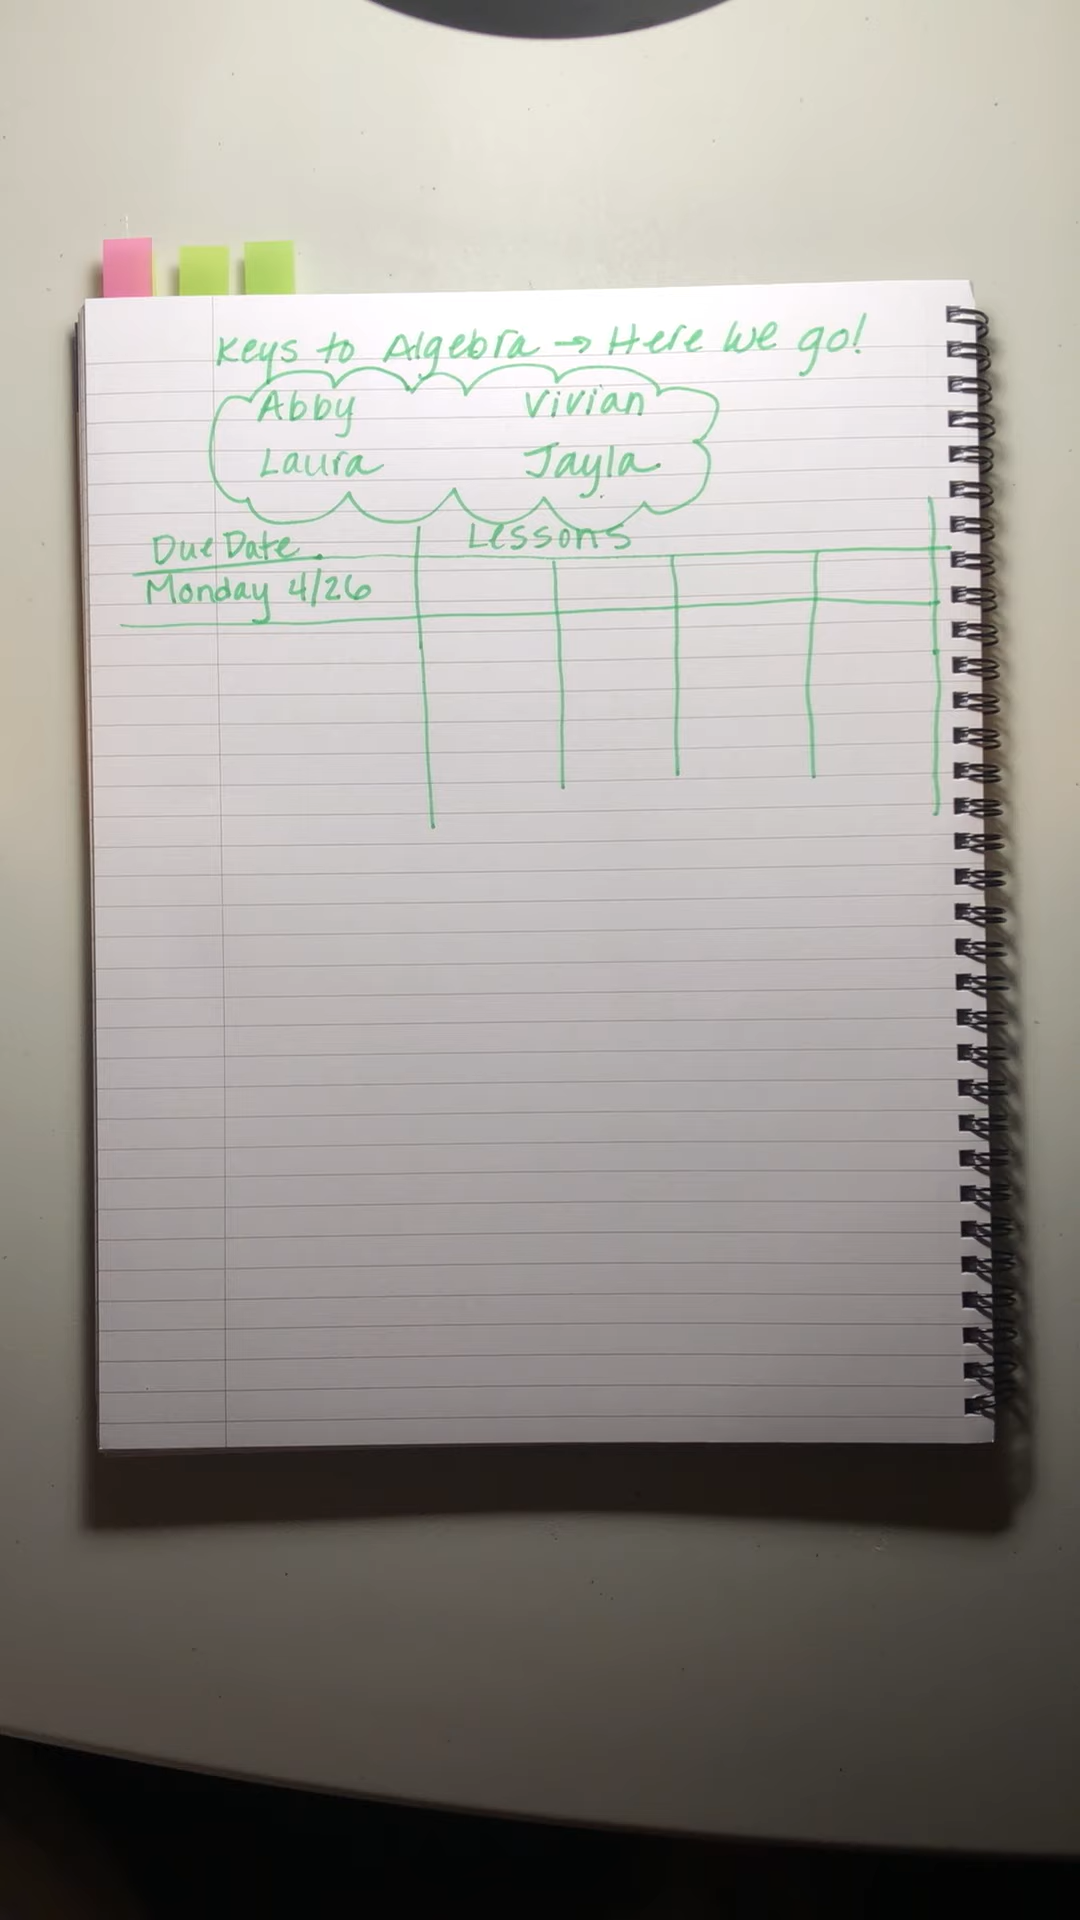 Keys to Algebra → Here we go!
Abby Vivian
Laura Jayla
Due Date Lessons
Monday 4/26